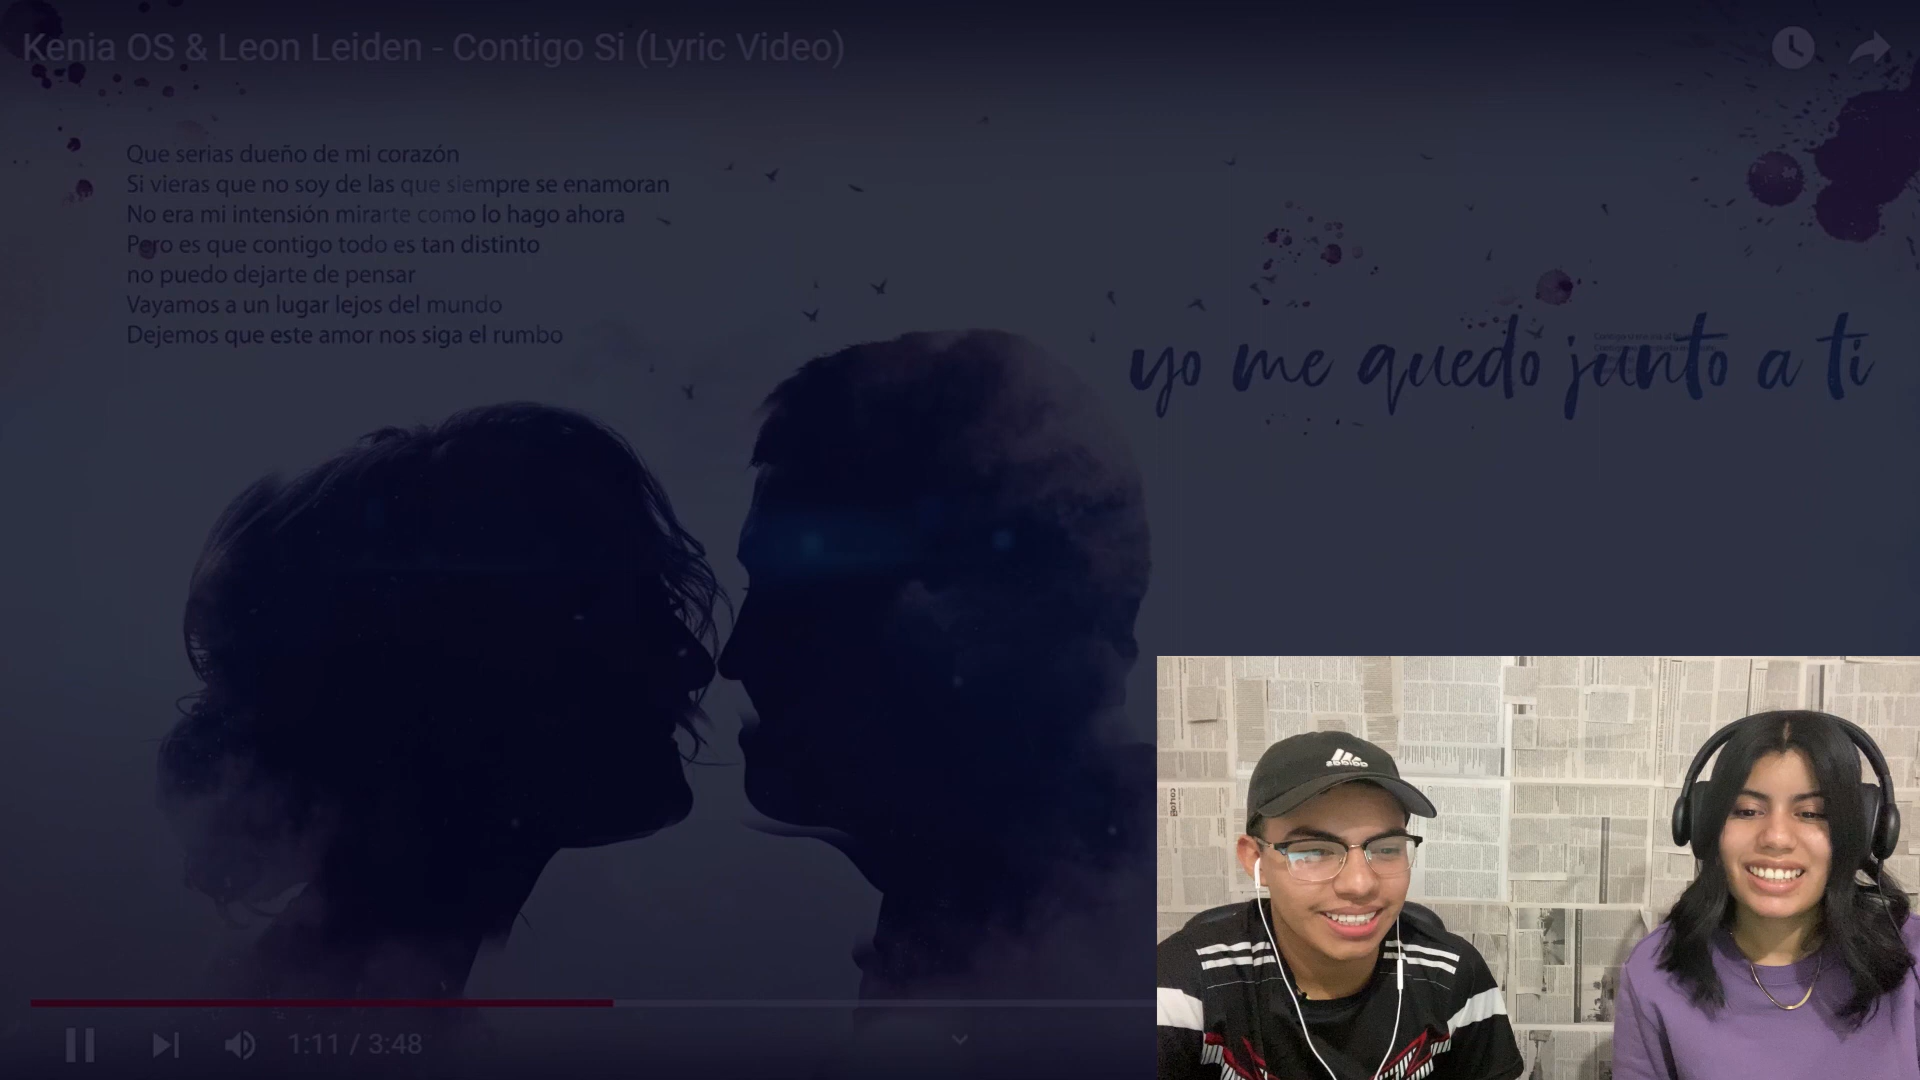 Kenia OS & Leon Leiden - Contigo Si (Lyric Video)
Que serias dueño de mi corazón
Si vieras que no soy de las que siempre se enamoran
No era mi intensión mirarte como lo hago ahora
Pero es que contigo todo es tan distinto
no puedo dejarte de pensar
Vayamos a un lugar lejos del mundo
Dejemos que este amor nos siga el rumbo
yo me quedo junto a ti
adidas
1:11 / 3:48